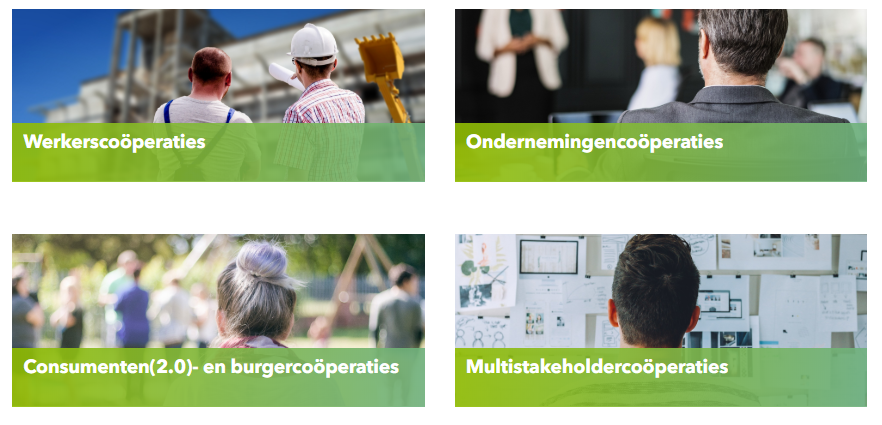 Werkerscoöperaties
Ondernemingencoöperaties
Consumenten(2.0)- en burgercoöperaties
Multistakeholdercoöperaties